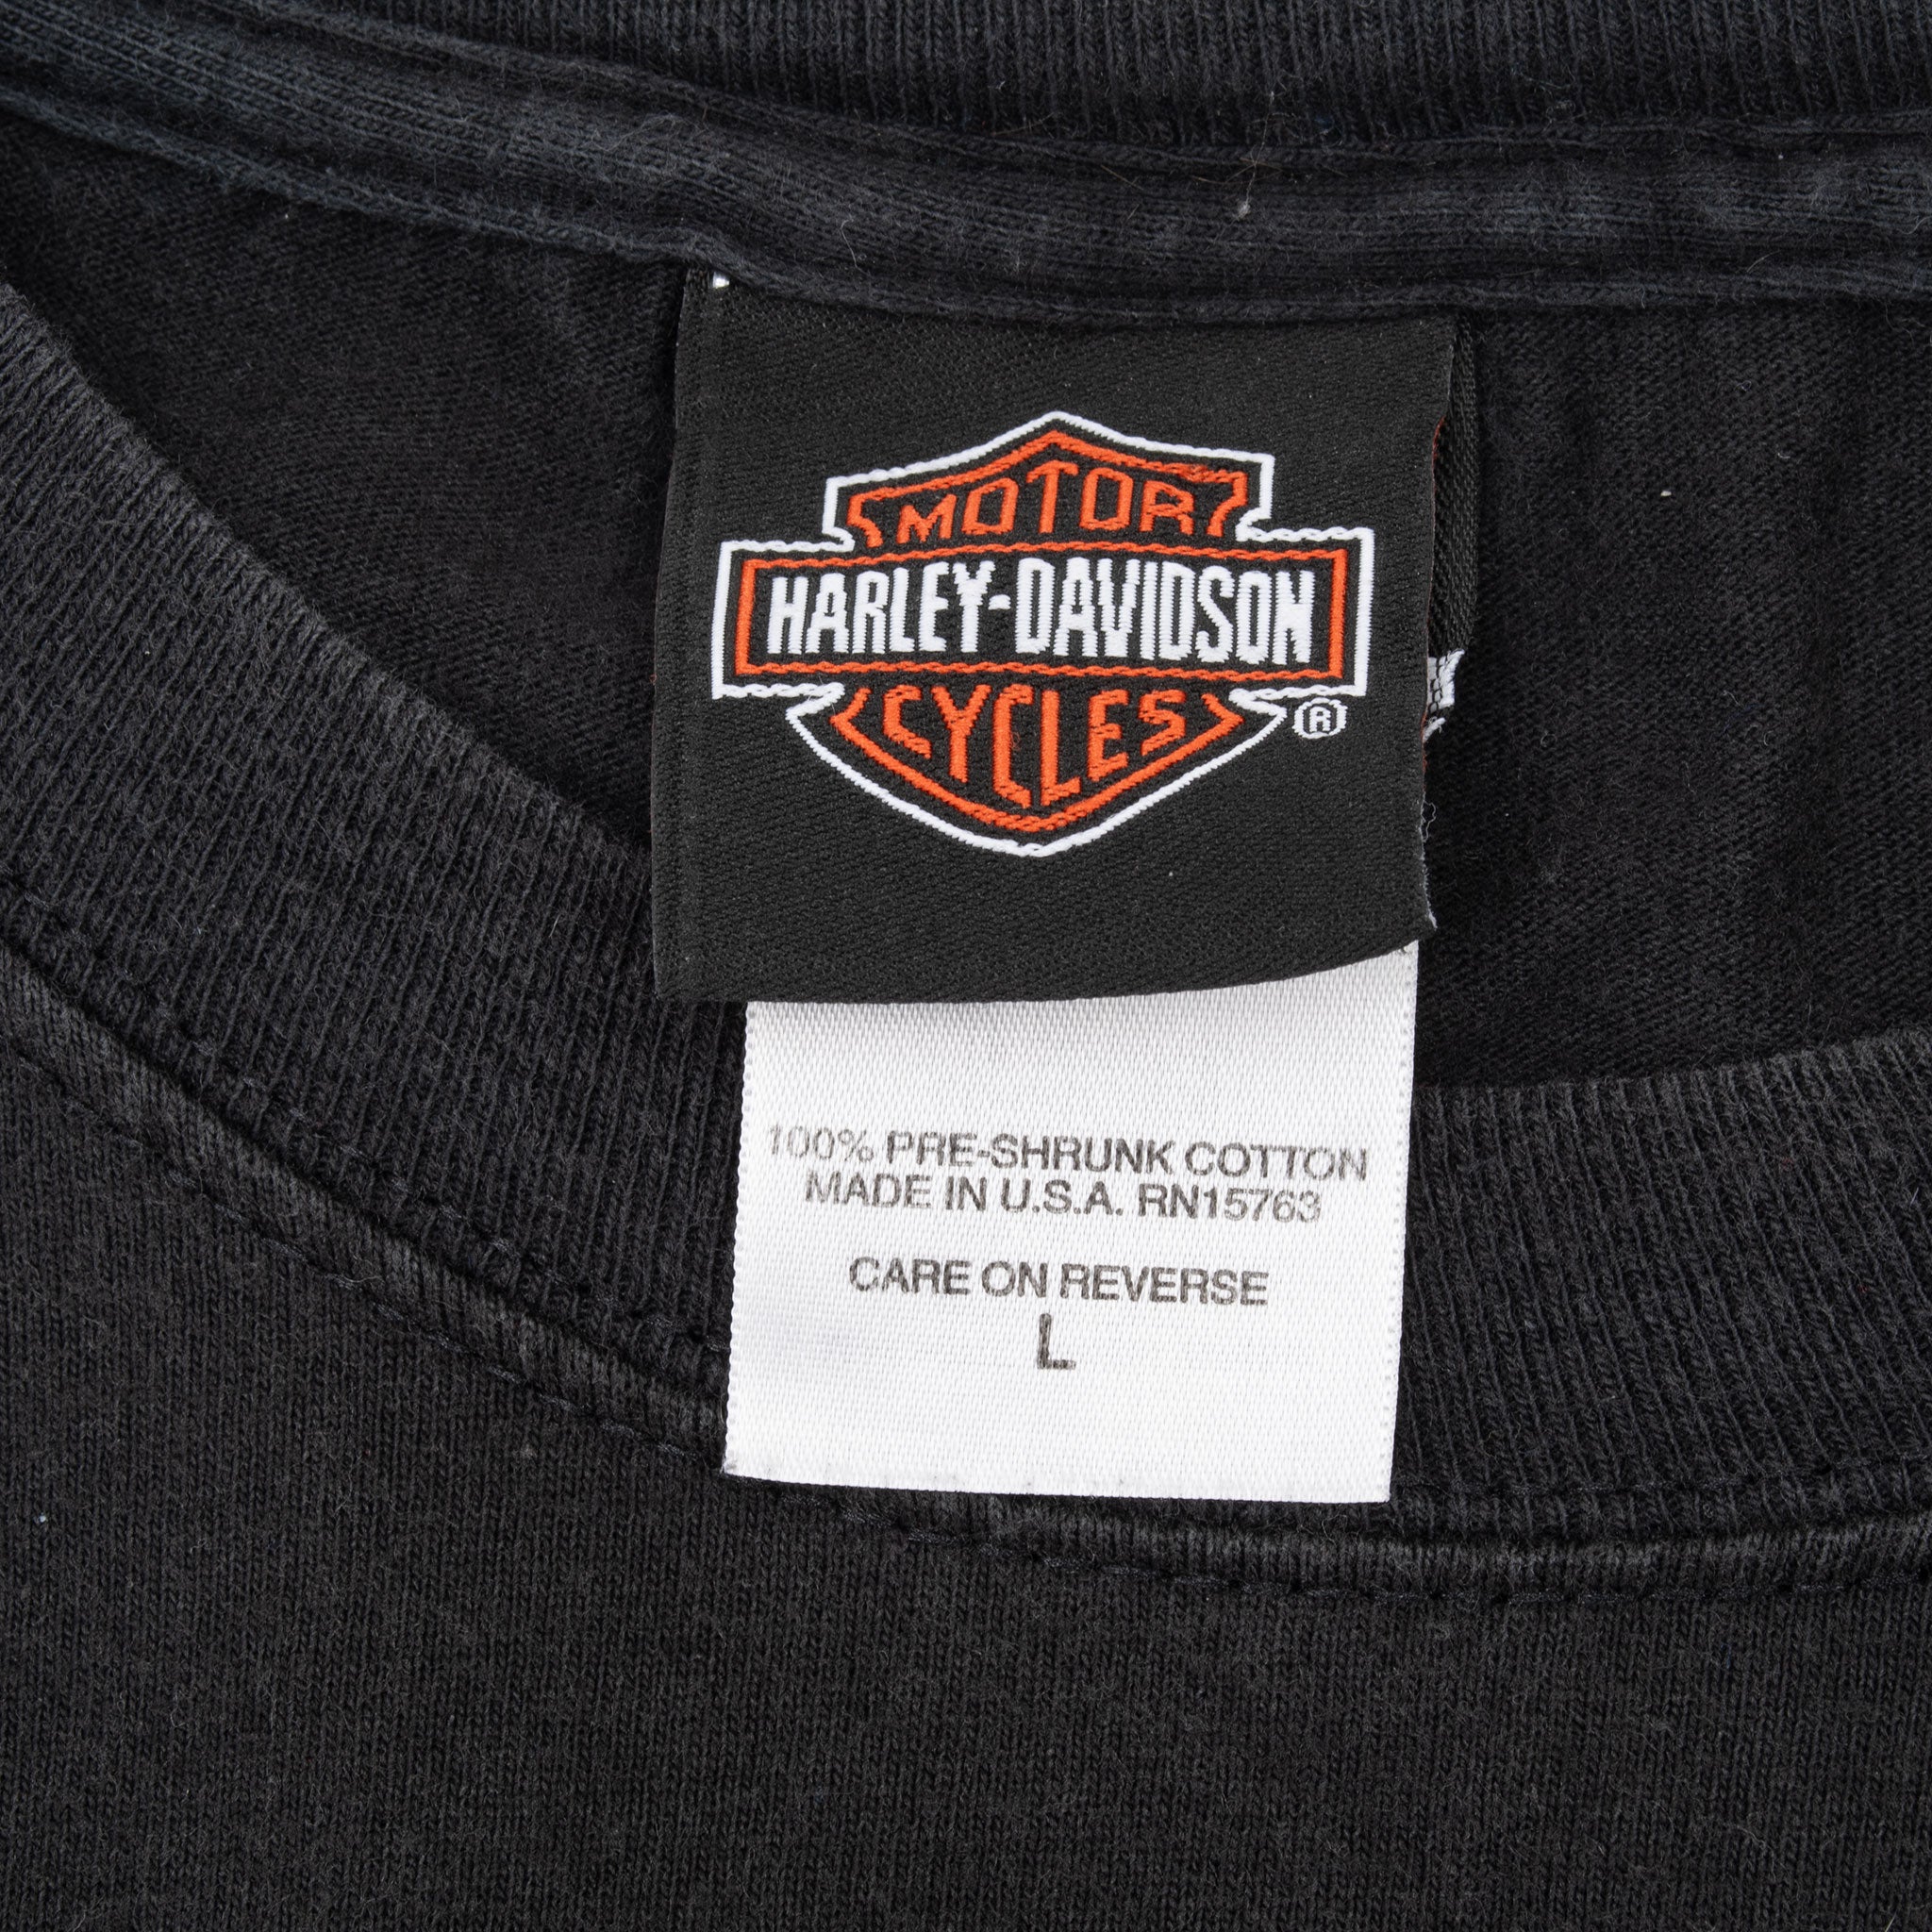 MOTOR
HARLEY-DAVIDSON
CYCLES
®
100% PRE-SHRUNK COTTON
MADE IN U.S.A. RN15763
CARE ON REVERSE
L